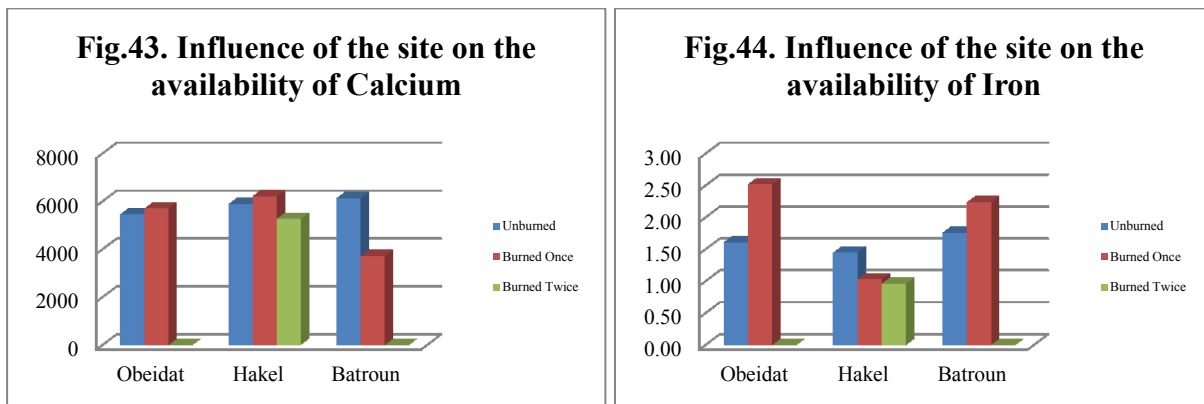 Fig.43. Influence of the site on the
availability of Calcium
8000
6000
4000
2000
0
Obeidat Hakel Batroun
Unburned
Burned Once
Burned Twice
Fig.44. Influence of the site on the
availability of Iron
3.00
2.50
2.00
1.50
1.00
0.50
0.00
Obeidat Hakel Batroun
Unburned
Burned Once
Burned Twice